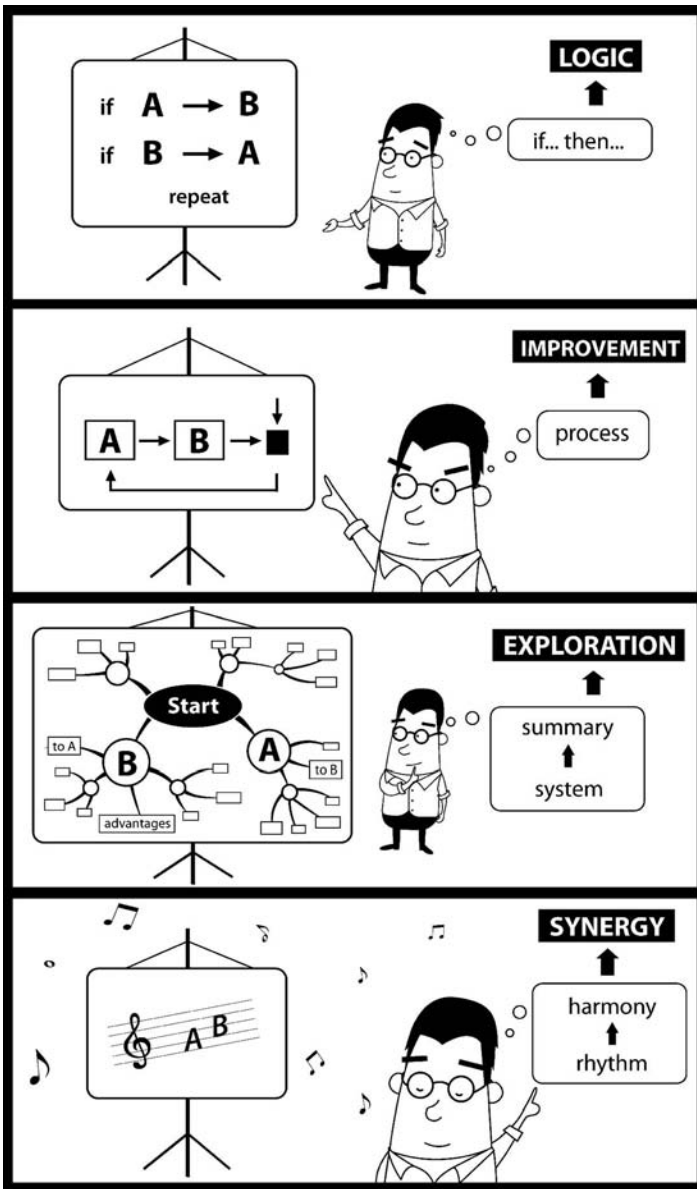 if A → B
if B → A
repeat
LOGIC
if... then...
A → B →
IMPROVEMENT
process
Start
B
A
to A
to B
advantages
EXPLORATION
summary
system
A B
SYNERGY
harmony
rhythm